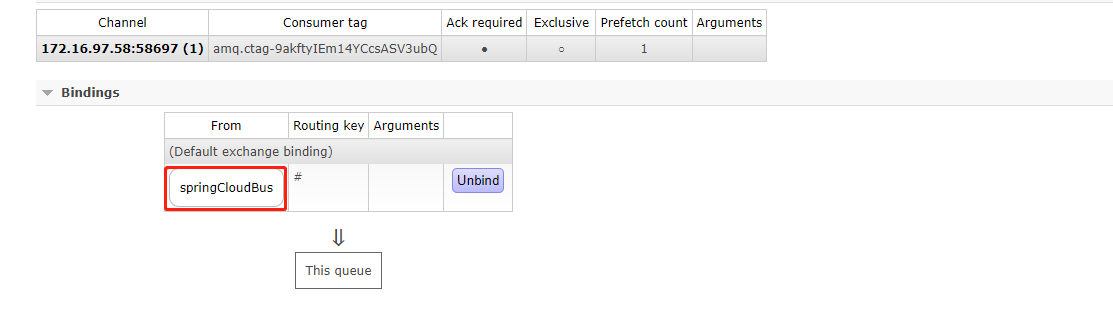 Channel Consumer tag Ack required Exclusive Prefetch count Arguments
172.16.97.58:58697 (1) amq.ctag-9akftyIEm14YCcsASV3ubQ ● ○ 1
Bindings
From Routing key Arguments
(Default exchange binding)
springCloudBus # Unbind
⇓
This queue